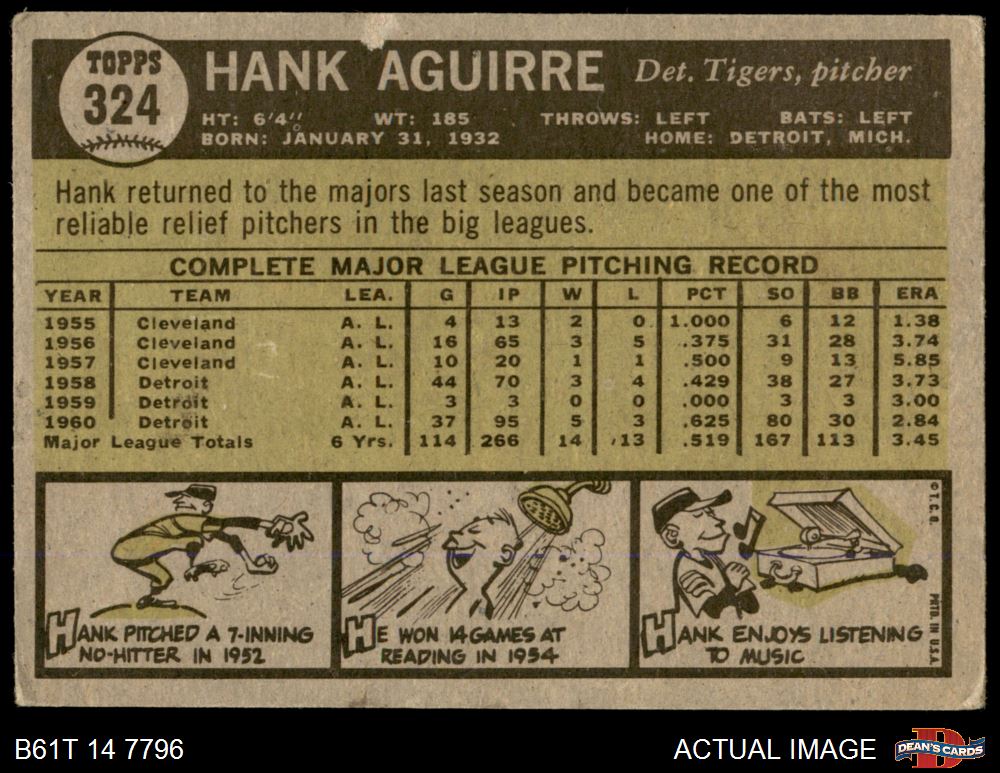 TOPPS
324
HANK AGUIRRE Det. Tigers, pitcher
HT: 6'4" WT: 185 THROWS: LEFT BATS: LEFT
BORN: JANUARY 31, 1932 HOME: DETROIT, MICH.
Hank returned to the majors last season and became one of the most
reliable relief pitchers in the big leagues.
COMPLETE MAJOR LEAGUE PITCHING RECORD
YEAR TEAM LEA. G IP W L PCT SO BB ERA
1955 Cleveland A. L. 4 13 2 0 1.000 6 12 1.38
1956 Cleveland A. L. 16 65 3 5 .375 31 28 3.74
1957 Cleveland A. L. 10 20 1 1 .500 9 13 5.85
1958 Detroit A. L. 44 70 3 4 .429 38 27 3.73
1959 Detroit A. L. 3 3 0 0 .000 3 3 3.00
1960 Detroit A. L. 37 95 5 3 .625 80 30 2.84
Major League Totals 6 Yrs. 114 266 14 13 .519 167 113 3.45
HANK PITCHED A 7-INNING
NO-HITTER IN 1952
HE WON 14 GAMES AT
READING IN 1954
HANK ENJOYS LISTENING
TO MUSIC
© T.C.G.
PRTD. IN U.S.A.
B61T 14 7796
ACTUAL IMAGE
D
DEAN'S CARDS